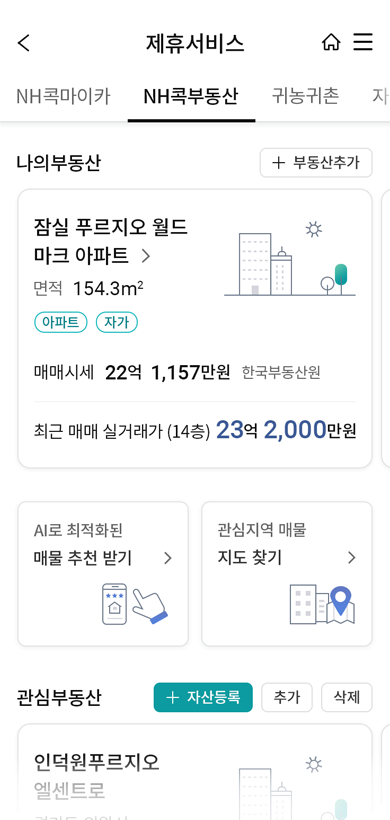 제휴서비스
NH콕마이카 NH콕부동산 귀농귀촌 자
나의부동산 + 부동산추가
잠실 푸르지오 월드
마크 아파트
면적 154.3m²
아파트 자가
매매시세 22억 1,157만원 한국부동산원
최근 매매 실거래가 (14층) 23억 2,000만원
AI로 최적화된
매물 추천 받기
관심지역 매물
지도 찾기
관심부동산 + 자산등록 추가 삭제
인덕원푸르지오
엘센트로